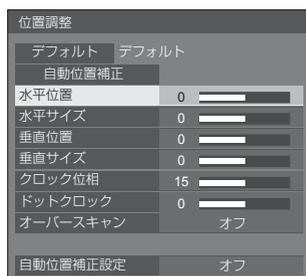 位置調整
デフォルト デフォルト
自動位置補正
水平位置 0
水平サイズ 0
垂直位置 0
垂直サイズ 0
クロック位相 15
ドットクロック 0
オーバースキャン オフ
自動位置補正設定 オフ